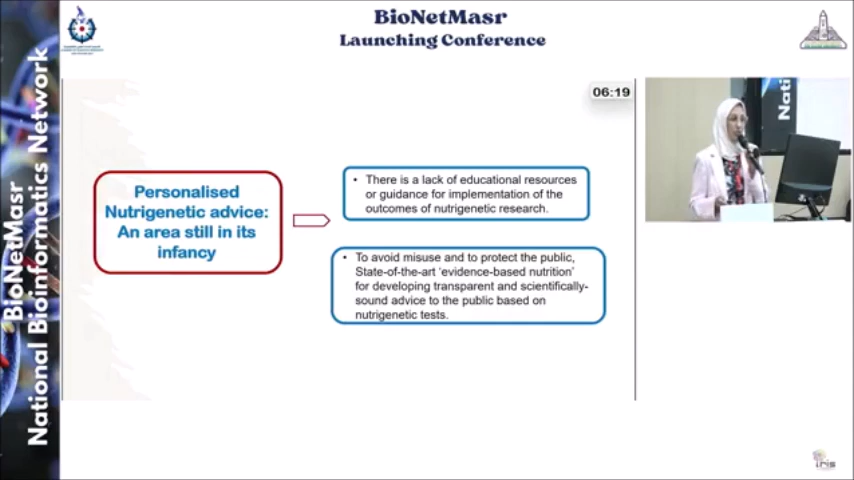 BioNetMasr
Launching Conference
BioNetMasr
National Bioinformatics Network
06:19
Personalised
Nutrigenetic advice:
An area still in its
infancy
• There is a lack of educational resources
or guidance for implementation of the
outcomes of nutrigenetic research.
• To avoid misuse and to protect the public,
State-of-the-art ‘evidence-based nutrition’
for developing transparent and scientifically-
sound advice to the public based on
nutrigenetic tests.
Nati
iris